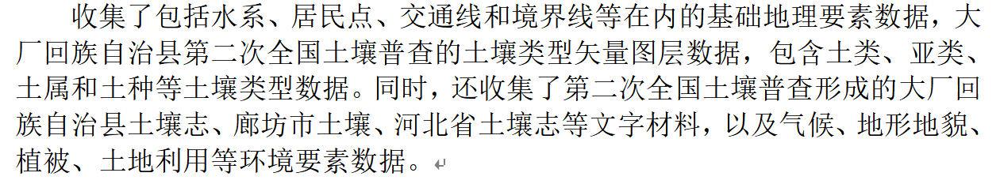 收集了包括水系、居民点、交通线和境界线等在内的基础地理要素数据，大
厂回族自治县第二次全国土壤普查的土壤类型矢量图层数据，包含土类、亚类、
土属和土种等土壤类型数据。同时，还收集了第二次全国土壤普查形成的大厂回
族自治县土壤志、廊坊市土壤、河北省土壤志等文字材料，以及气候、地形地貌、
植被、土地利用等环境要素数据。